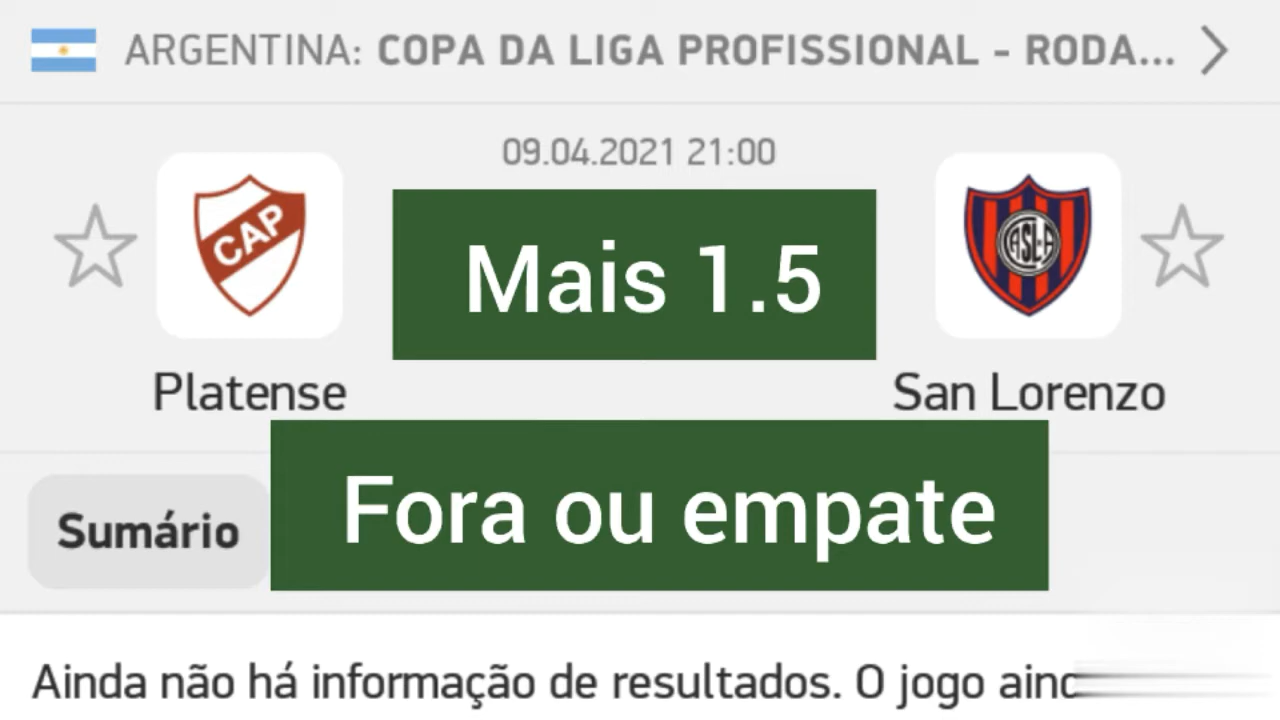 ARGENTINA: COPA DA LIGA PROFISSIONAL - RODA...
09.04.2021 21:00
CAP
Mais 1.5
CASLA
Platense
San Lorenzo
Fora ou empate
Sumário
Ainda não há informação de resultados. O jogo